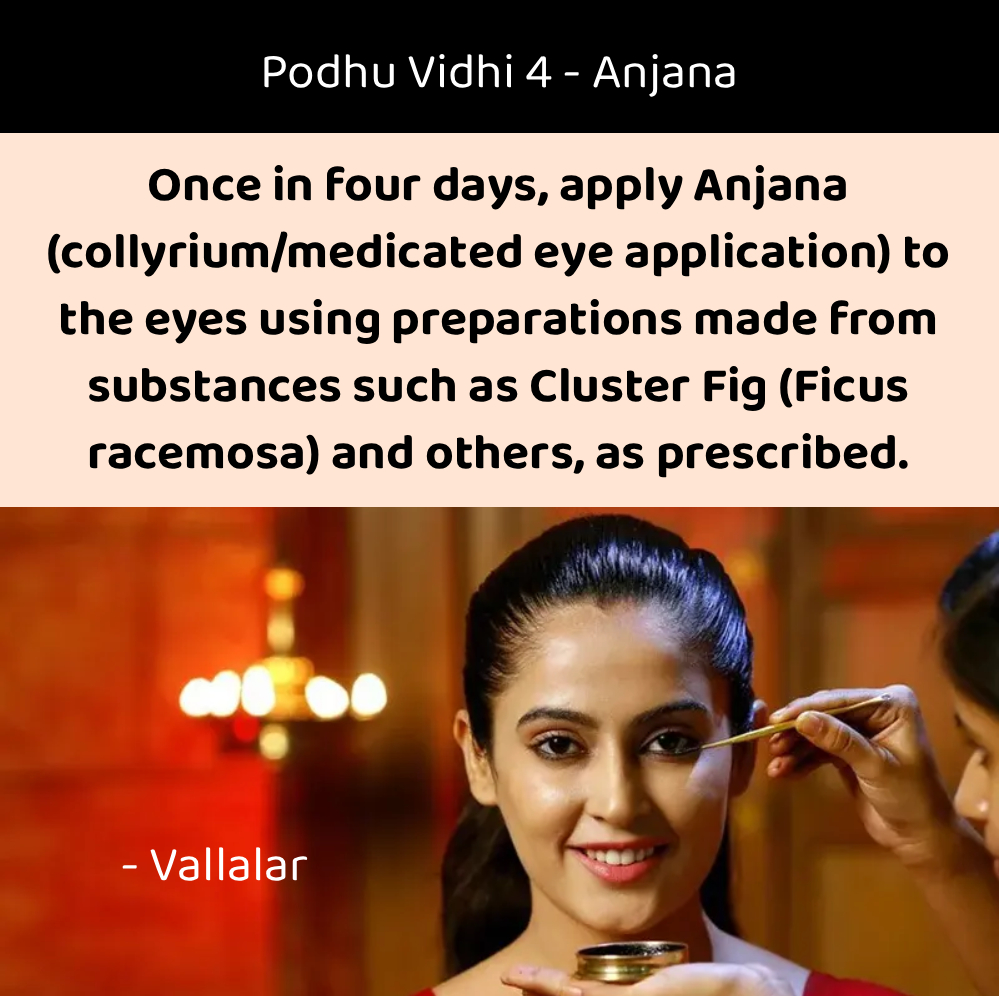 Podhu Vidhi 4 - Anjana
Once in four days, apply Anjana
(collyrium/medicated eye application) to
the eyes using preparations made from
substances such as Cluster Fig (Ficus
racemosa) and others, as prescribed.
- Vallalar